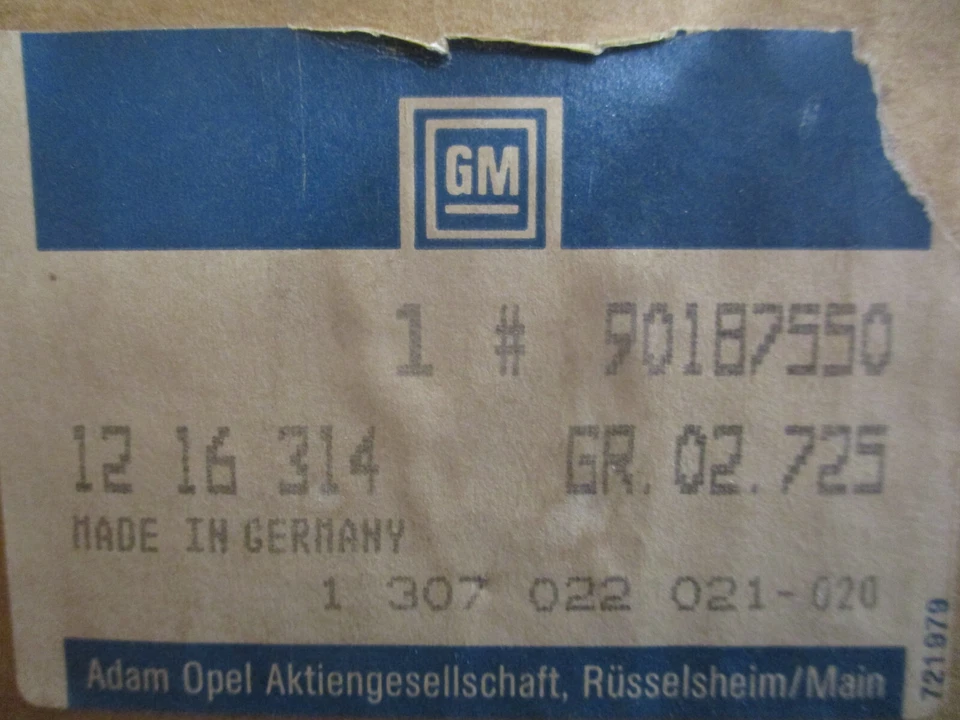 GM
1 # 90187550
12 16 314 GR. 02.725
MADE IN GERMANY
1 307 022 021-020
Adam Opel Aktiengesellschaft, Rüsselsheim/Main
721979